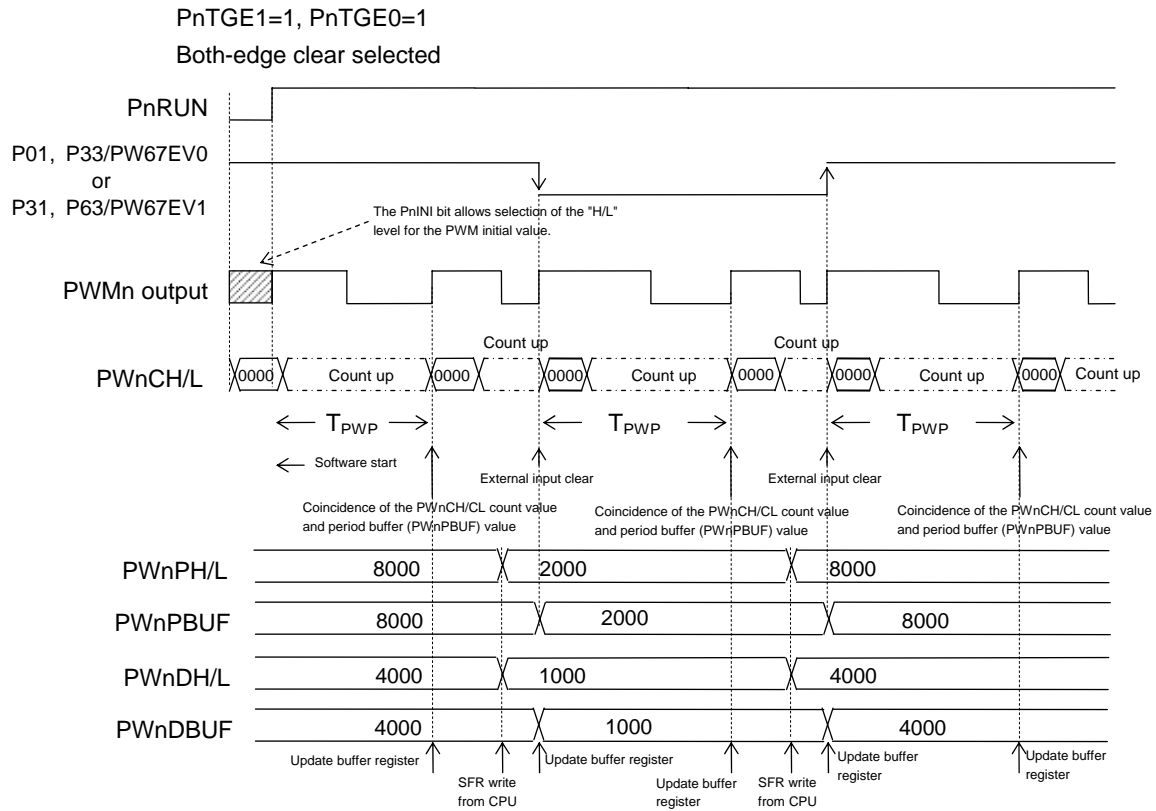 PnTGE1=1, PnTGE0=1
Both-edge clear selected
PnRUN
P01, P33/PW67EV0
or
P31, P63/PW67EV1
The PnINI bit allows selection of the "H/L"
level for the PWM initial value.
PWMn output
Count up
Count up
PWnCH/L
0000
Count up
0000
0000
Count up
0000
0000
Count up
0000
Count up
TPWP
TPWP
TPWP
Software start
External input clear
External input clear
Coincidence of the PWnCH/CL count value
and period buffer (PWnPBUF) value
Coincidence of the PWnCH/CL count value
and period buffer (PWnPBUF) value
Coincidence of the PWnCH/CL count value
and period buffer (PWnPBUF) value
PWnPH/L
8000
2000
8000
PWnPBUF
8000
2000
8000
PWnDH/L
4000
1000
4000
PWnDBUF
4000
1000
4000
Update buffer register
SFR write
from CPU
Update buffer register
Update buffer
register
SFR write
from CPU
Update buffer
register
Update buffer
register